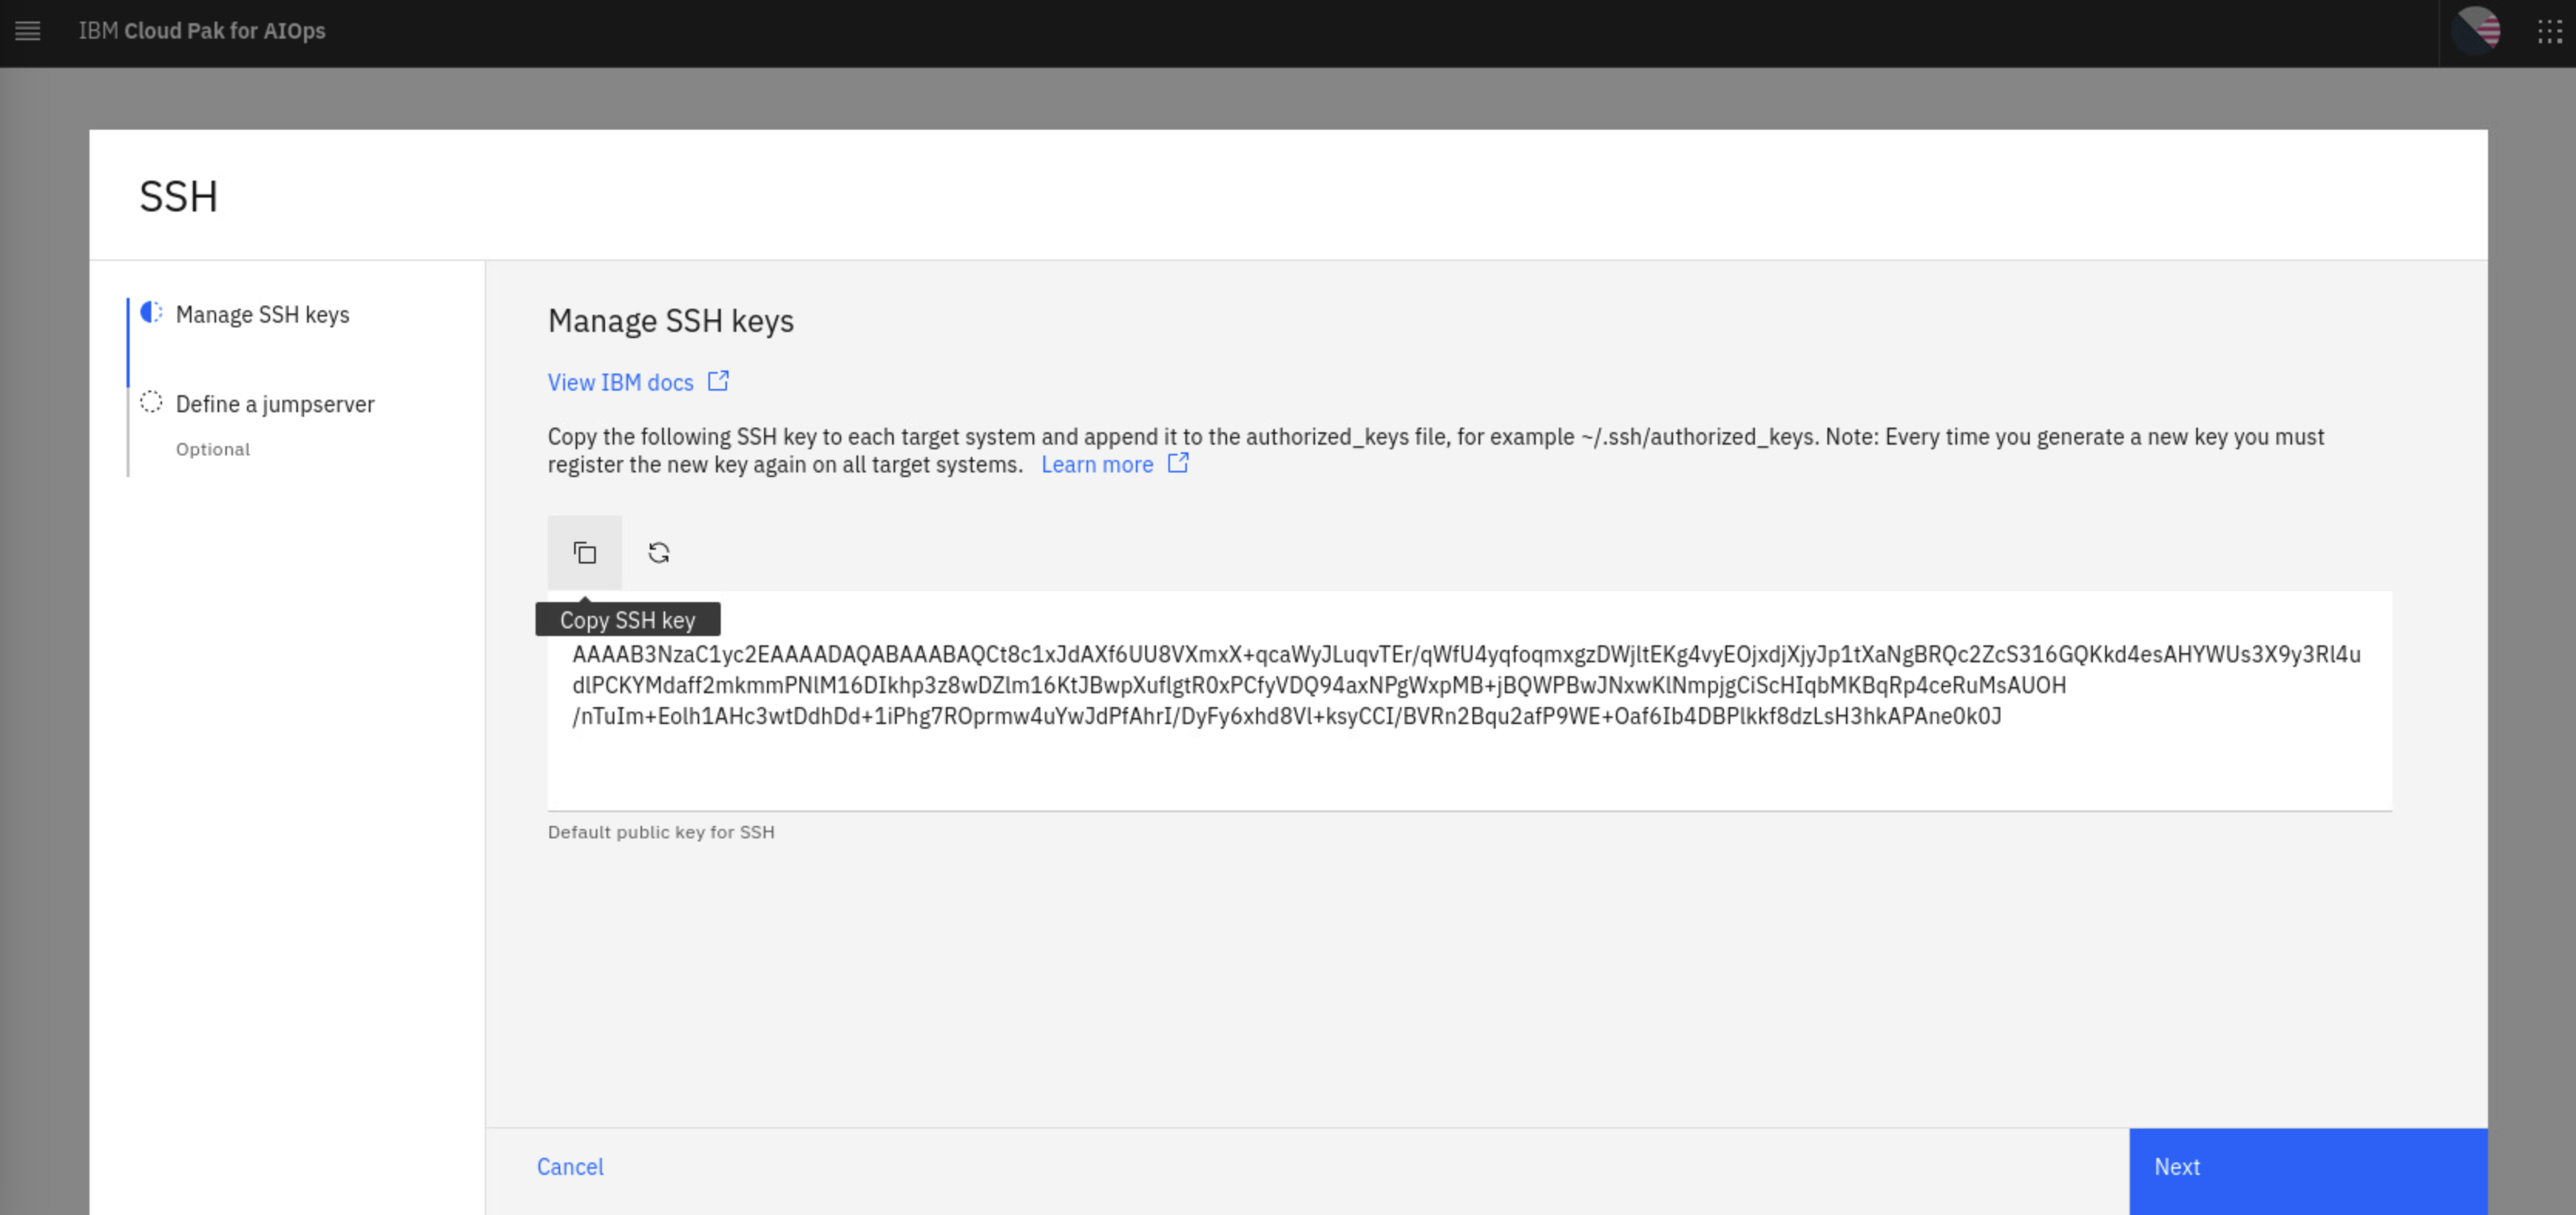 IBM Cloud Pak for AIOps
SSH
Manage SSH keys
Define a jumpserver
Optional
Manage SSH keys
View IBM docs
Copy the following SSH key to each target system and append it to the authorized_keys file, for example ~/.ssh/authorized_keys. Note: Every time you generate a new key you must
register the new key again on all target systems. Learn more
Copy SSH key
AAAAB3NzaC1yc2EAAAADAQABAAABAQCt8c1xJdAXf6UU8VXmxX+qcaWyJLuqvTEr/qWfU4yqfoqmxgzDWjltEKg4vyEOjxdjXjyJp1tXaNgBRQc2ZcS316GQKkd4esAHYWUs3X9y3Rl4u
dlPCKYMdaff2mkmmPNlM16DIkhp3z8wDZlm16KtJBwpXuflgtR0xPCfyVDQ94axNPgWxpMB+jBQWPBwJNxwKlNmpjgCiScHIqbMKBqRp4ceRuMsAUOH
/nTuIm+Eolh1AHc3wtDdhDd+1iPhg7ROprmw4uYwJdPfAhrI/DyFy6xhd8Vl+ksyCCI/BVRn2Bqu2afP9WE+Oaf6Ib4DBPlkkf8dzLsH3hkAPAne0k0J
Default public key for SSH
Cancel
Next